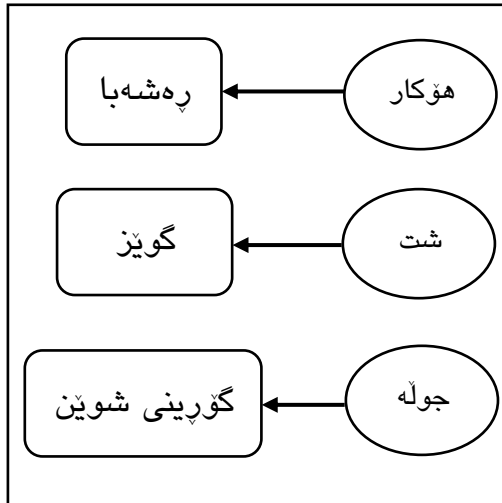 هۆکار
ڕەشەبا
شت
گوێز
جوڵە
گۆڕینی شوێن